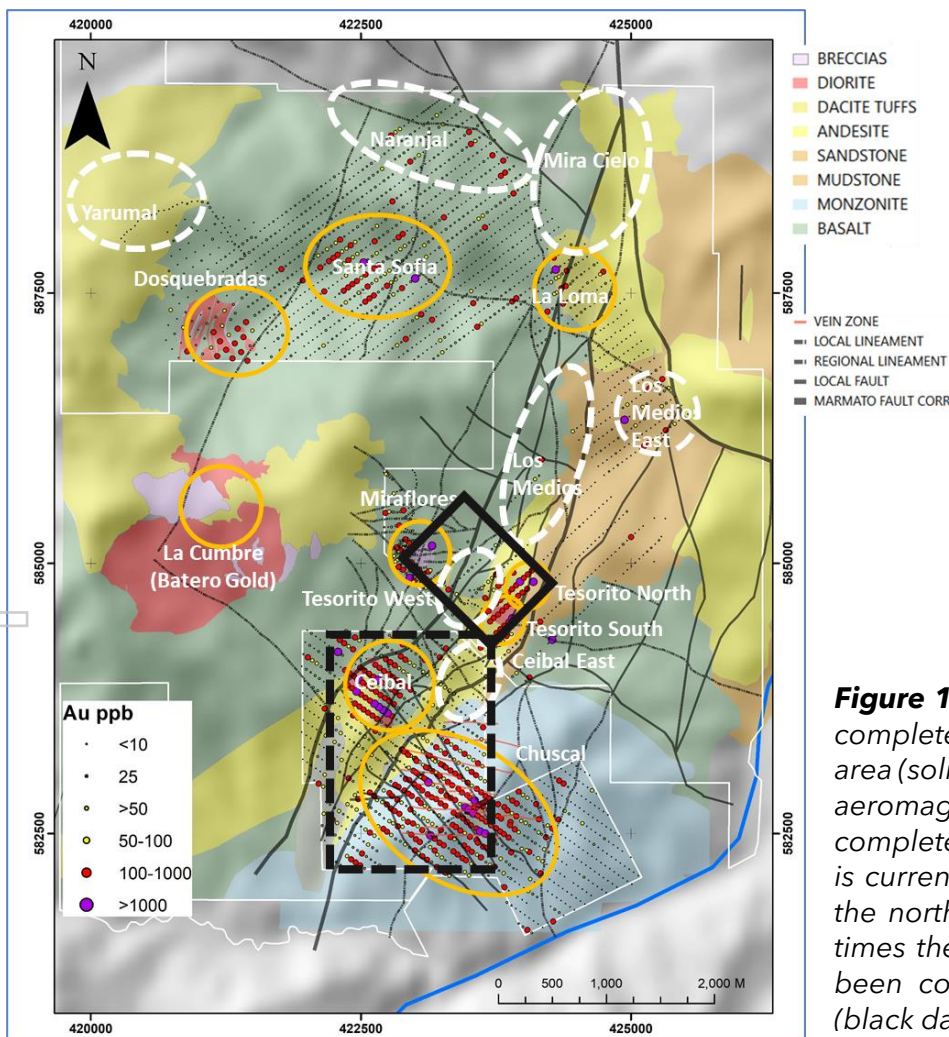 420000
422500
425000
N
Naranjal
Mira Cielo
Yarumal
Santa Sofia
Dosquebradas
La Loma
587500
587500
Los
Medios
East
Los
Medios
Miraflores
La Cumbre
(Batero Gold)
585000
585000
Tesorito West
Tesorito North
Tesorito South
Ceibal East
Ceibal
Chuscal
582500
582500
Au ppb
<10
25
>50
50-100
100-1000
>1000
0 500 1,000 2,000 M
420000
422500
425000
BRECCIAS
DIORITE
DACITE TUFFS
ANDESITE
SANDSTONE
MUDSTONE
MONZONITE
BASALT
VEIN ZONE
LOCAL LINEAMENT
REGIONAL LINEAMENT
LOCAL FAULT
MARMATO FAULT CORR
Figure 1
complete
area (soli
aeromag
complete
is curren
the north
times the
been co
(black da